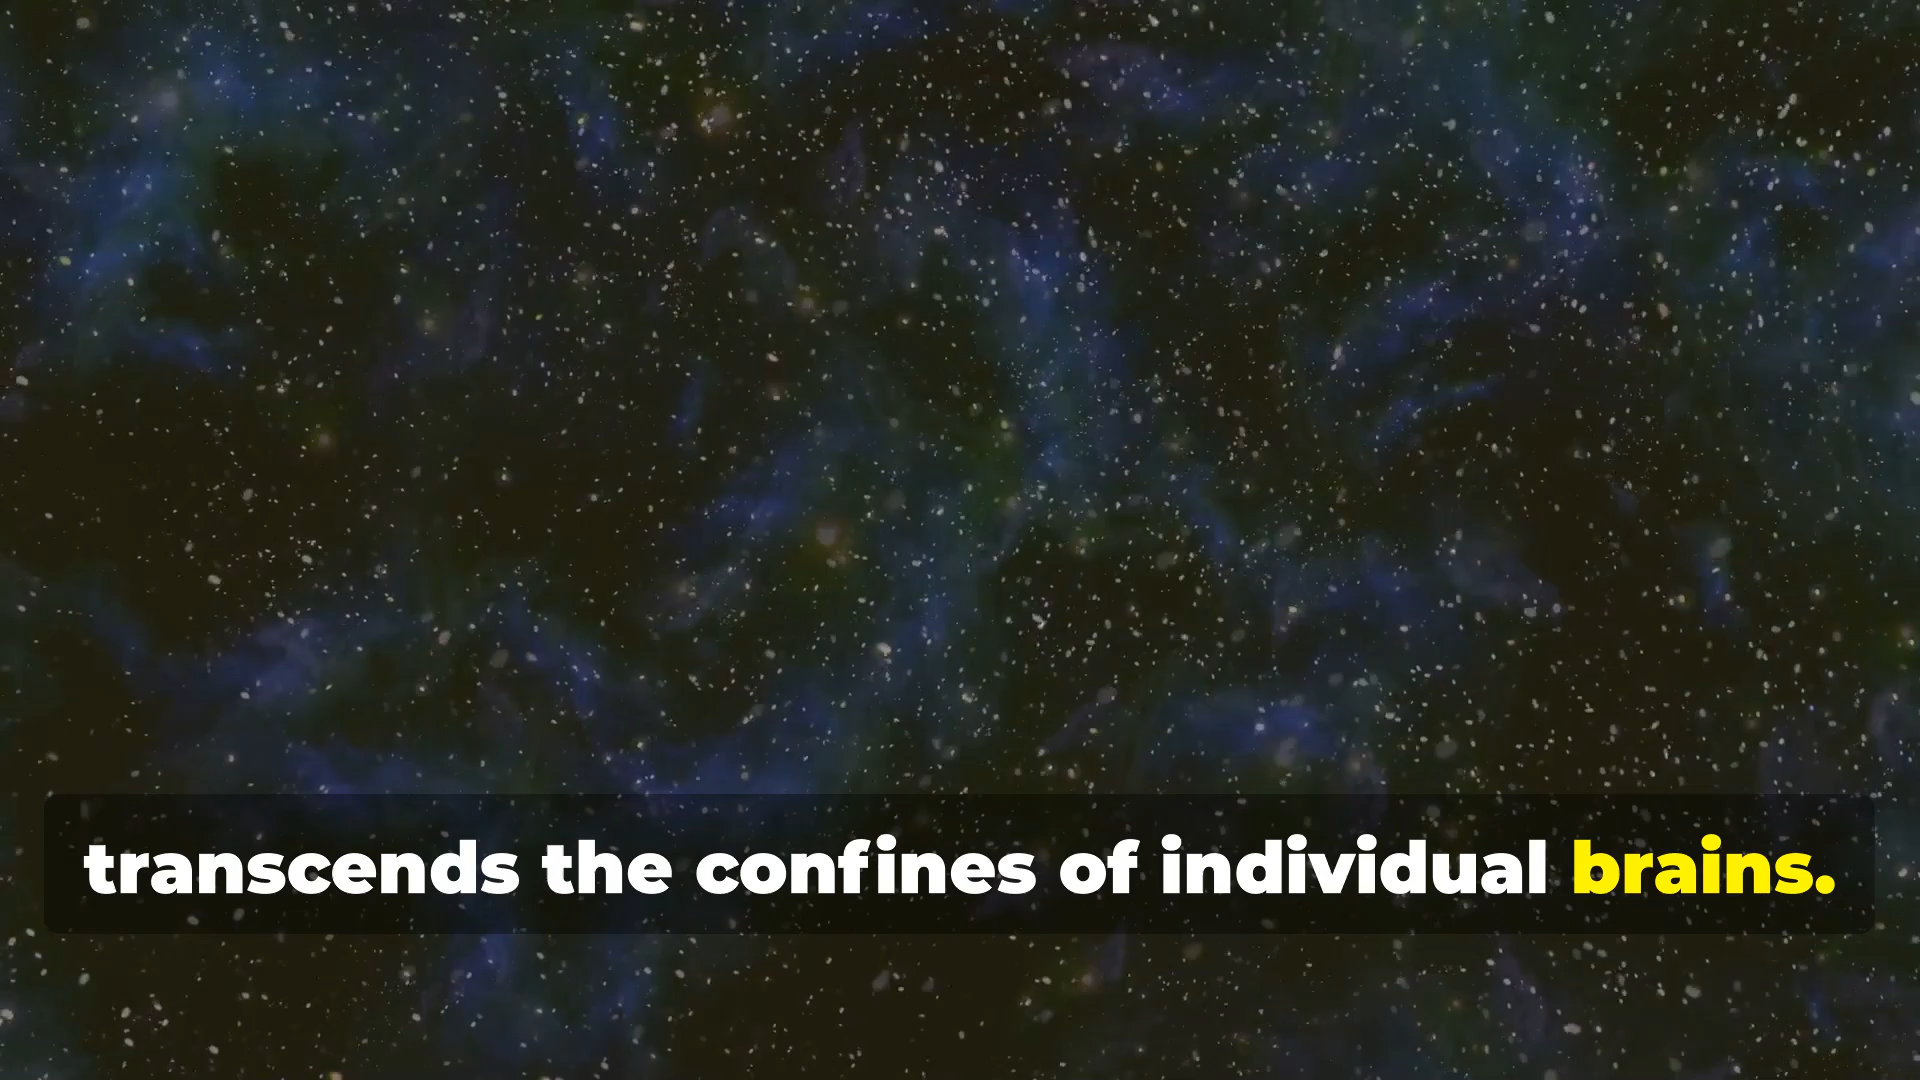 transcends the confines of individual brains.